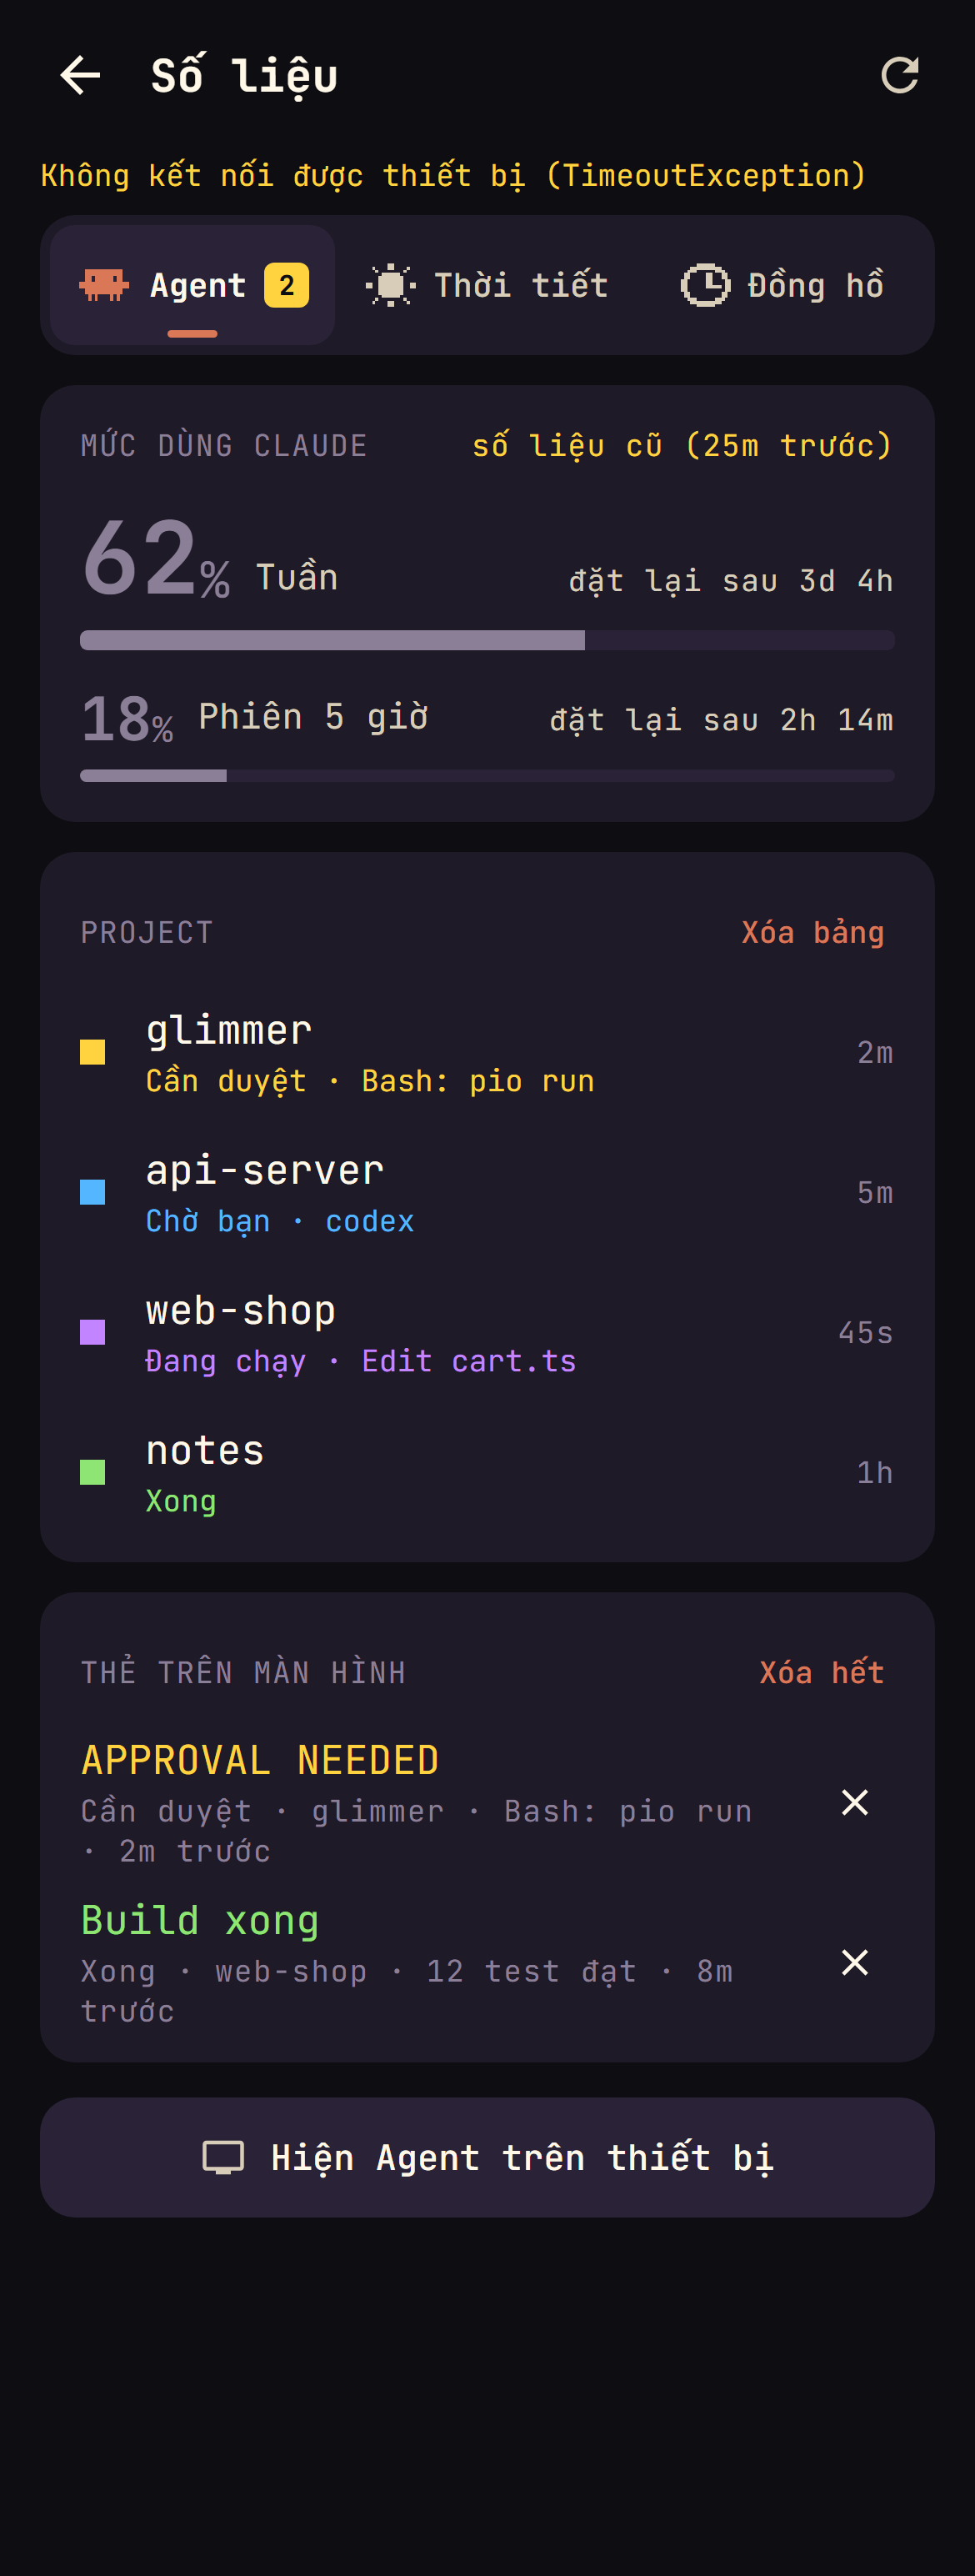 Số liệu
Không kết nối được thiết bị (TimeoutException)
Agent 2 Thời tiết Đồng hồ
MỨC DÙNG CLAUDE số liệu cũ (25m trước)
62% Tuần đặt lại sau 3d 4h
18% Phiên 5 giờ đặt lại sau 2h 14m
PROJECT Xóa bảng
glimmer
Cần duyệt · Bash: pio run 2m
api-server
Chờ bạn · codex 5m
web-shop
Đang chạy · Edit cart.ts 45s
notes
Xong 1h
THẺ TRÊN MÀN HÌNH Xóa hết
APPROVAL NEEDED
Cần duyệt · glimmer · Bash: pio run
· 2m trước
Build xong
Xong · web-shop · 12 test đạt · 8m
trước
Hiện Agent trên thiết bị